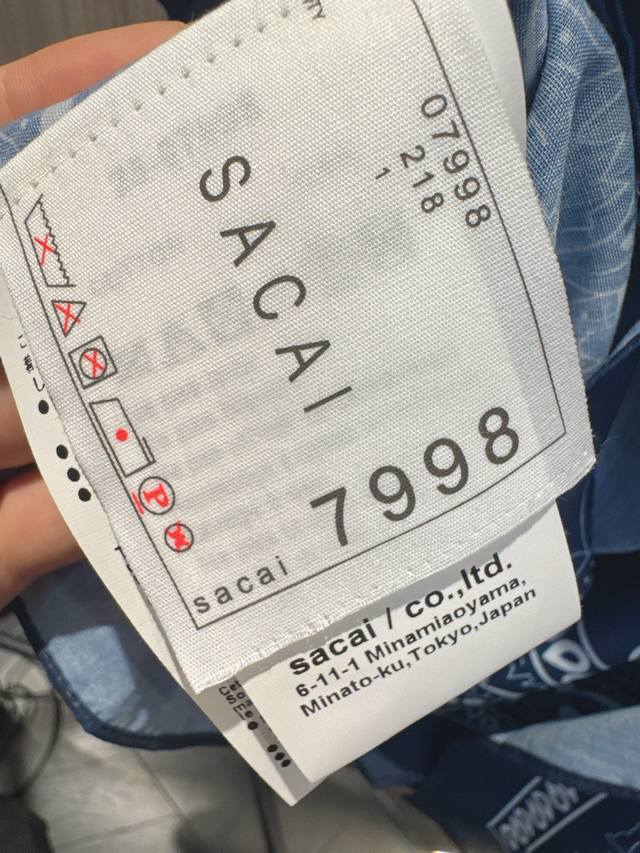 07998
218
1
SACAI
7998
sacai
P
sacai / co.,ltd.
6-11-1 Minamiaoyama,
Minato-ku,Tokyo,Japan